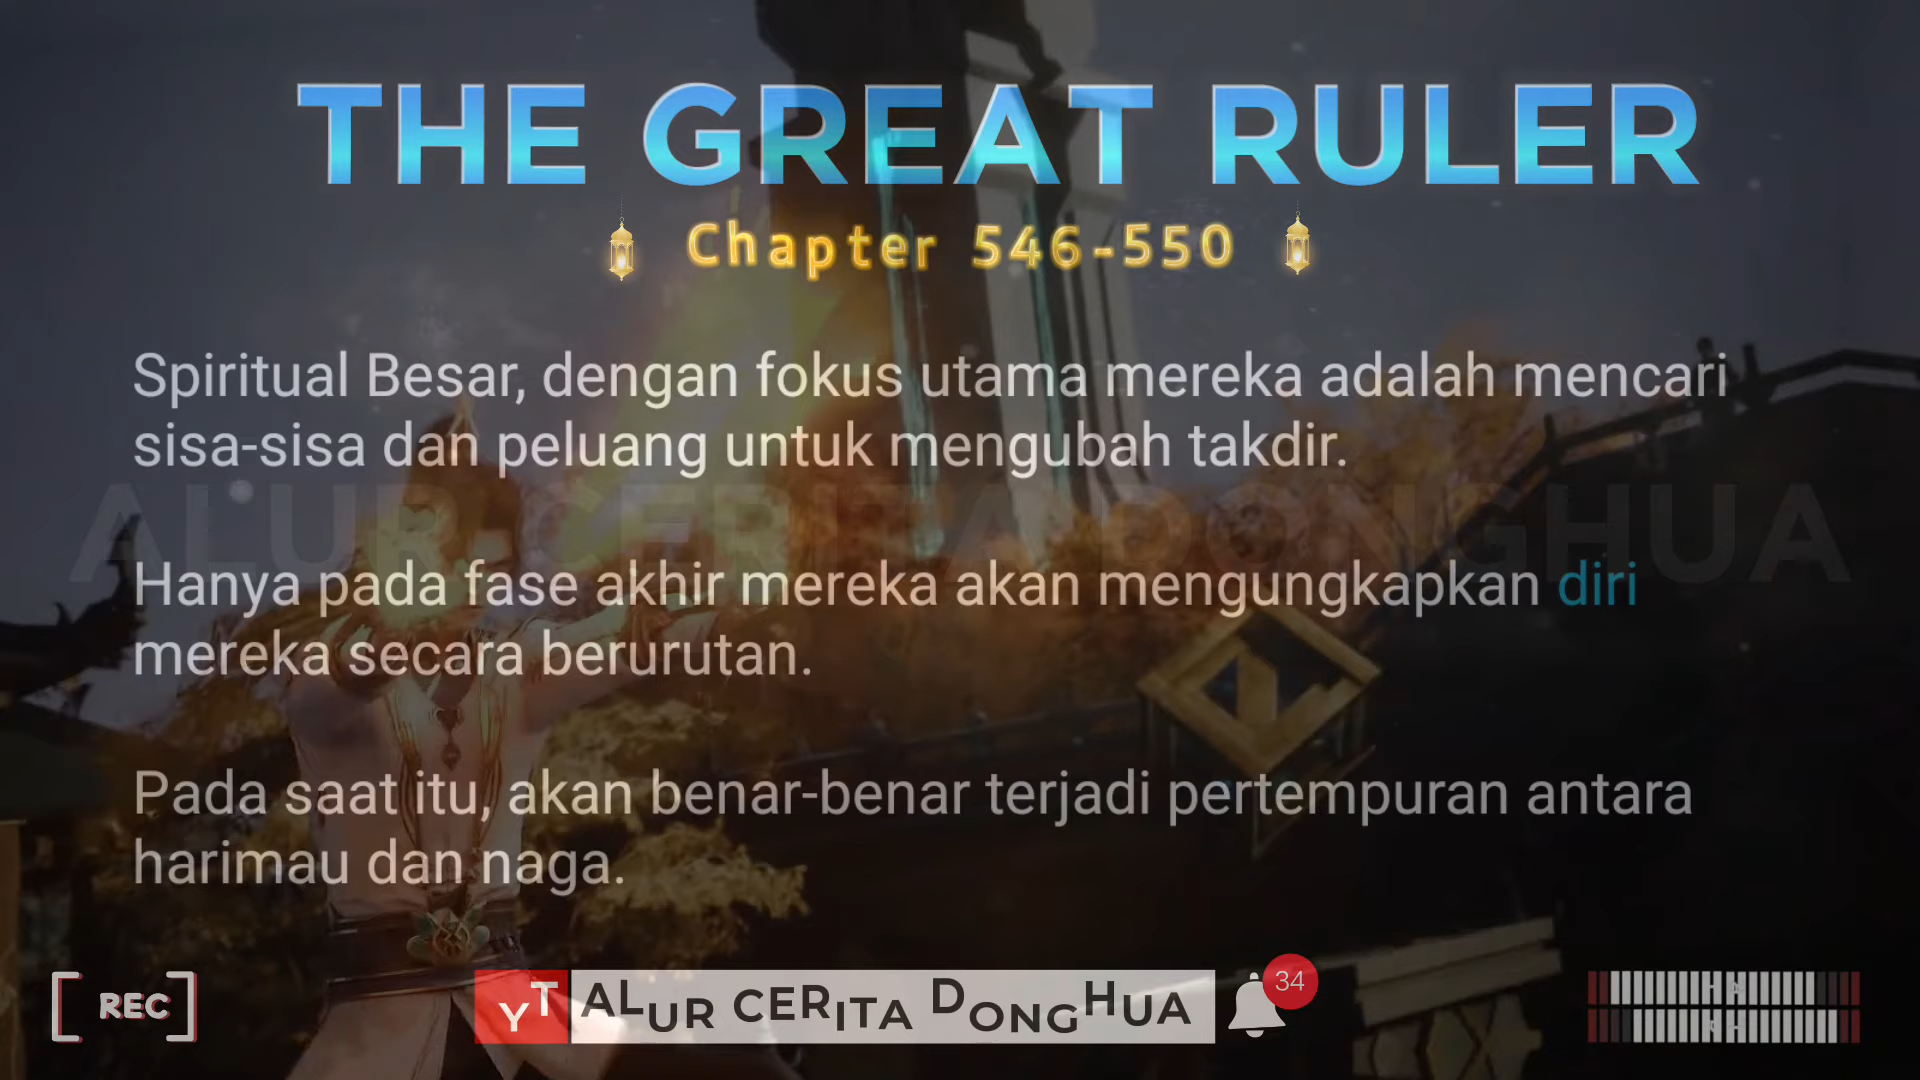 THE GREAT RULER
Chapter 546-550
Spiritual Besar, dengan fokus utama mereka adalah mencari
sisa-sisa dan peluang untuk mengubah takdir.
ALUR CERITA DONGHUA
Hanya pada fase akhir mereka akan mengungkapkan diri
mereka secara berurutan.
Pada saat itu, akan benar-benar terjadi pertempuran antara
harimau dan naga.
REC
YT ALUR CERITA DONGHUA
34